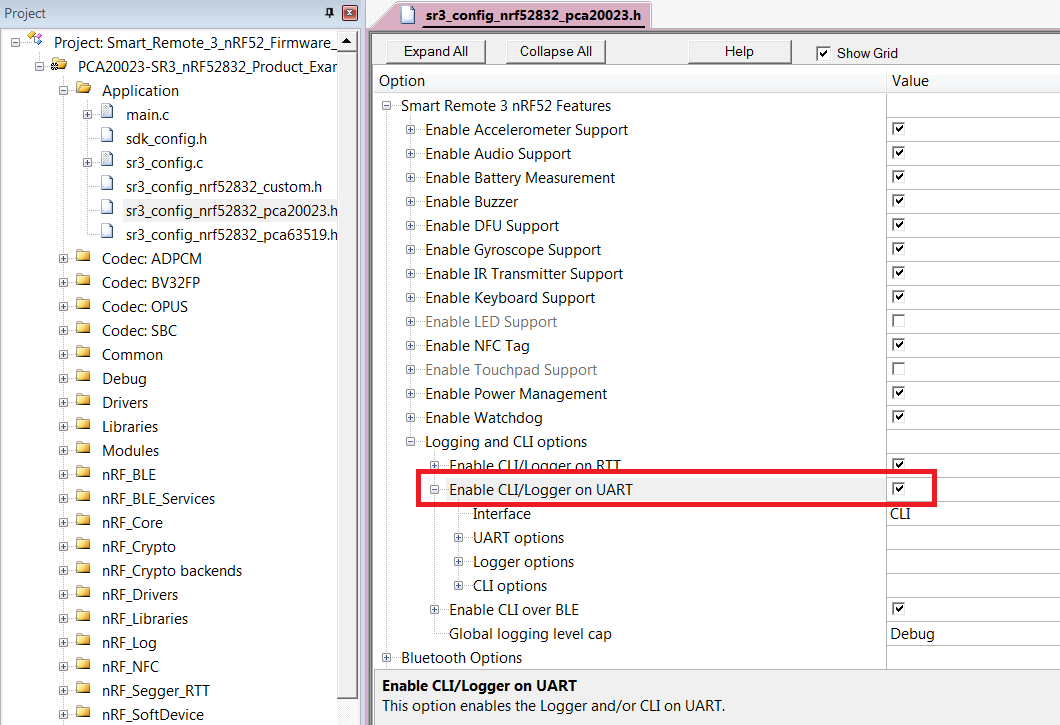 Project
Project: Smart_Remote_3_nRF52_Firmware_
PCA20023-SR3_nRF52832_Product_Exar
Application
main.c
sdk_config.h
sr3_config.c
sr3_config_nrf52832_custom.h
sr3_config_nrf52832_pca20023.h
sr3_config_nrf52832_pca63519.h
Codec: ADPCM
Codec: BV32FP
Codec: OPUS
Codec: SBC
Common
Debug
Drivers
Libraries
Modules
nRF_BLE
nRF_BLE_Services
nRF_Core
nRF_Crypto
nRF_Crypto backends
nRF_Drivers
nRF_Libraries
nRF_Log
nRF_NFC
nRF_Segger_RTT
nRF_SoftDevice
sr3_config_nrf52832_pca20023.h
Expand All Collapse All Help Show Grid
Option Value
Smart Remote 3 nRF52 Features
Enable Accelerometer Support
Enable Audio Support
Enable Battery Measurement
Enable Buzzer
Enable DFU Support
Enable Gyroscope Support
Enable IR Transmitter Support
Enable Keyboard Support
Enable LED Support
Enable NFC Tag
Enable Touchpad Support
Enable Power Management
Enable Watchdog
Logging and CLI options
Enable CLI/Logger on RTT
Enable CLI/Logger on UART
Interface CLI
UART options
Logger options
CLI options
Enable CLI over BLE
Global logging level cap Debug
Bluetooth Options
Enable CLI/Logger on UART
This option enables the Logger and/or CLI on UART.